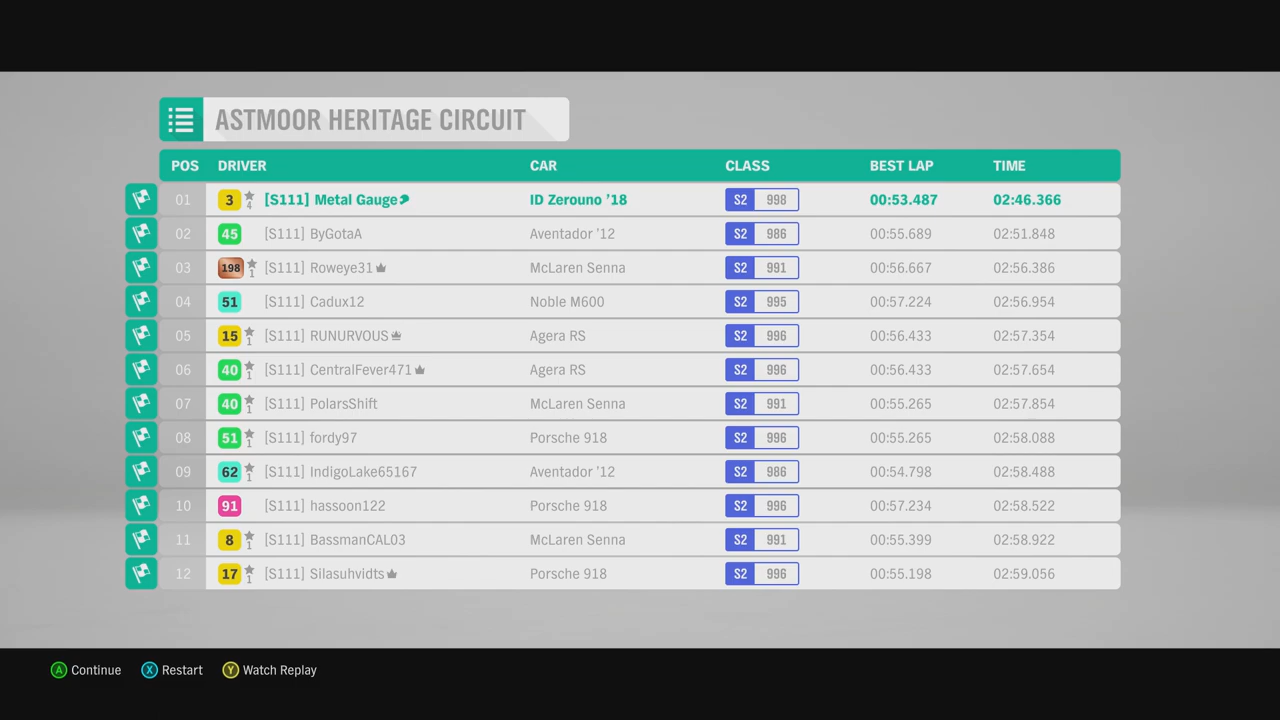 ASTMOOR HERITAGE CIRCUIT
POS DRIVER CAR CLASS BEST LAP TIME
01 3 4 [S111] Metal Gauge ID Zerouno '18 S2 998 00:53.487 02:46.366
02 45 [S111] ByGotaA Aventador '12 S2 986 00:55.689 02:51.848
03 198 1 [S111] Roweye31 McLaren Senna S2 991 00:56.667 02:56.386
04 51 [S111] Cadux12 Noble M600 S2 995 00:57.224 02:56.954
05 15 1 [S111] RUNURVOUS Agera RS S2 996 00:56.433 02:57.354
06 40 1 [S111] CentralFever471 Agera RS S2 996 00:56.433 02:57.654
07 40 1 [S111] PolarsShift McLaren Senna S2 991 00:55.265 02:57.854
08 51 1 [S111] fordy97 Porsche 918 S2 996 00:55.265 02:58.088
09 62 1 [S111] IndigoLake65167 Aventador '12 S2 986 00:54.798 02:58.488
10 91 [S111] hassoon122 Porsche 918 S2 996 00:57.234 02:58.522
11 8 1 [S111] BassmanCAL03 McLaren Senna S2 991 00:55.399 02:58.922
12 17 1 [S111] Silasuhvidts Porsche 918 S2 996 00:55.198 02:59.056
A Continue X Restart Y Watch Replay